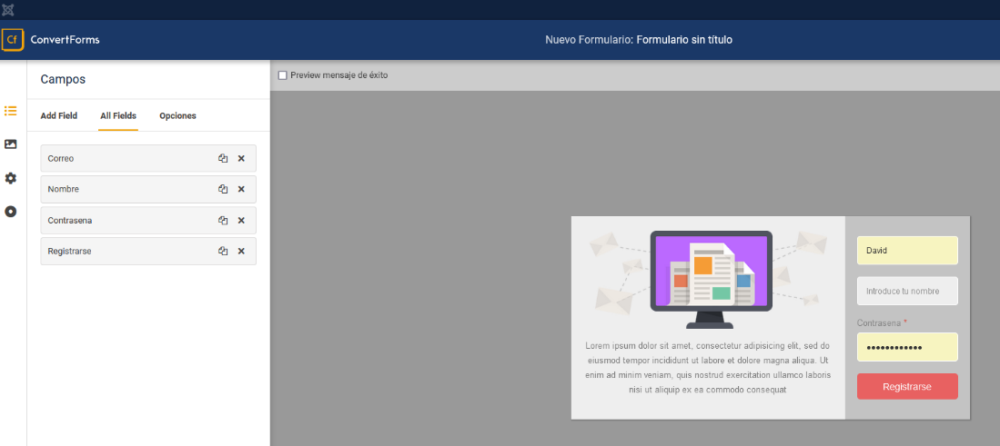 Cf ConvertForms
Nuevo Formulario: Formulario sin título
Campos
Preview mensaje de éxito
Add Field All Fields Opciones
Correo
Nombre
Contrasena
Registrarse
David
Introduce tu nombre
Contrasena *
••••••••••••
Registrarse
Lorem ipsum dolor sit amet, consectetur adipisicing elit, sed do
eiusmod tempor incididunt ut labore et dolore magna aliqua. Ut
enim ad minim veniam, quis nostrud exercitation ullamco laboris
nisi ut aliquip ex ea commodo consequat